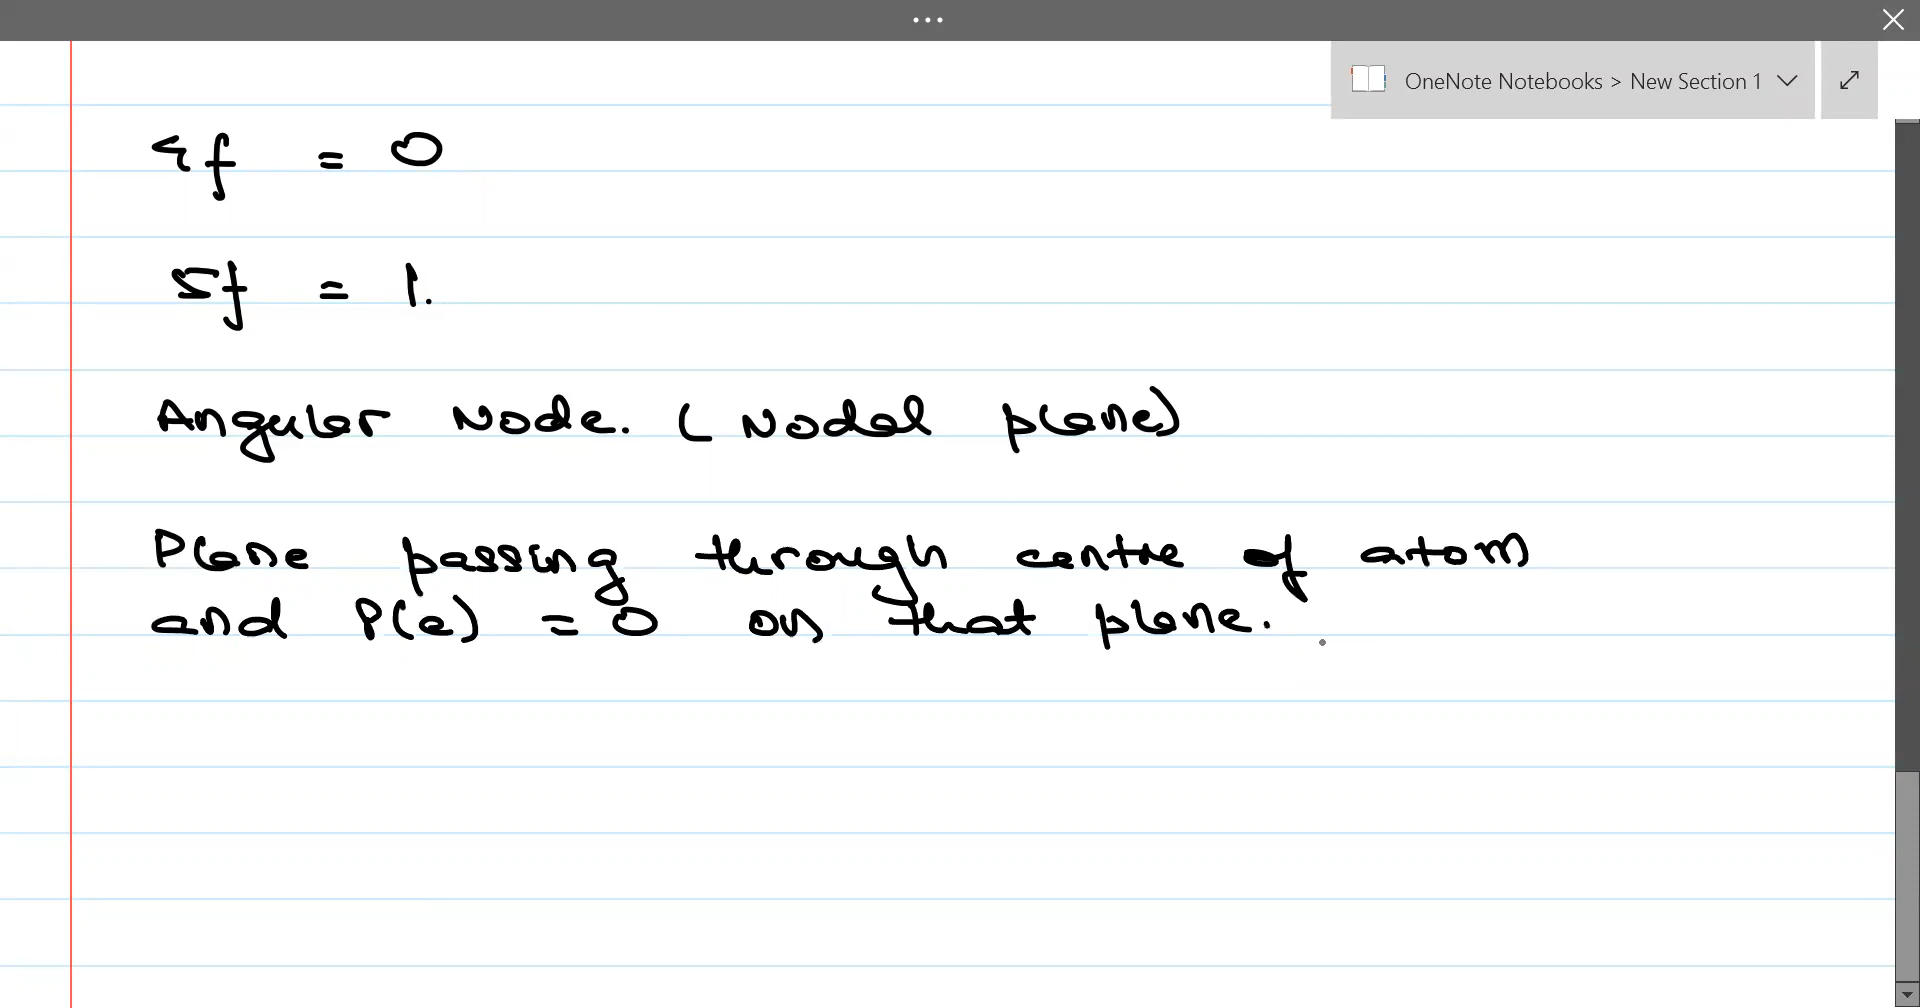 ...
OneNote Notebooks > New Section 1
4f = 0
5f = 1.
Angular Node. (Nodal plane)
Plane passing through centre of atom
and P(e) = 0 on that plane.